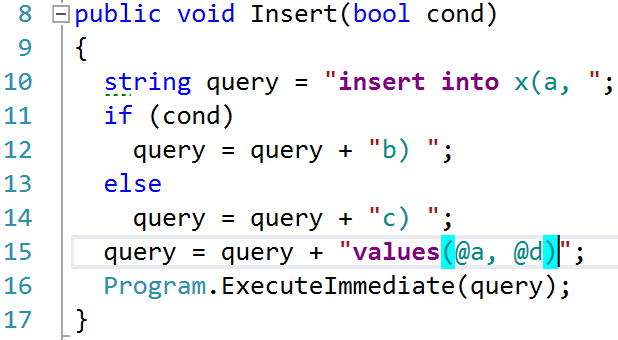 8 public void Insert(bool cond)
9 {
10 string query = "insert into x(a, ";
11 if (cond)
12 query = query + "b) ";
13 else
14 query = query + "c) ";
15 query = query + "values(@a, @d)";
16 Program.ExecuteImmediate(query);
17 }